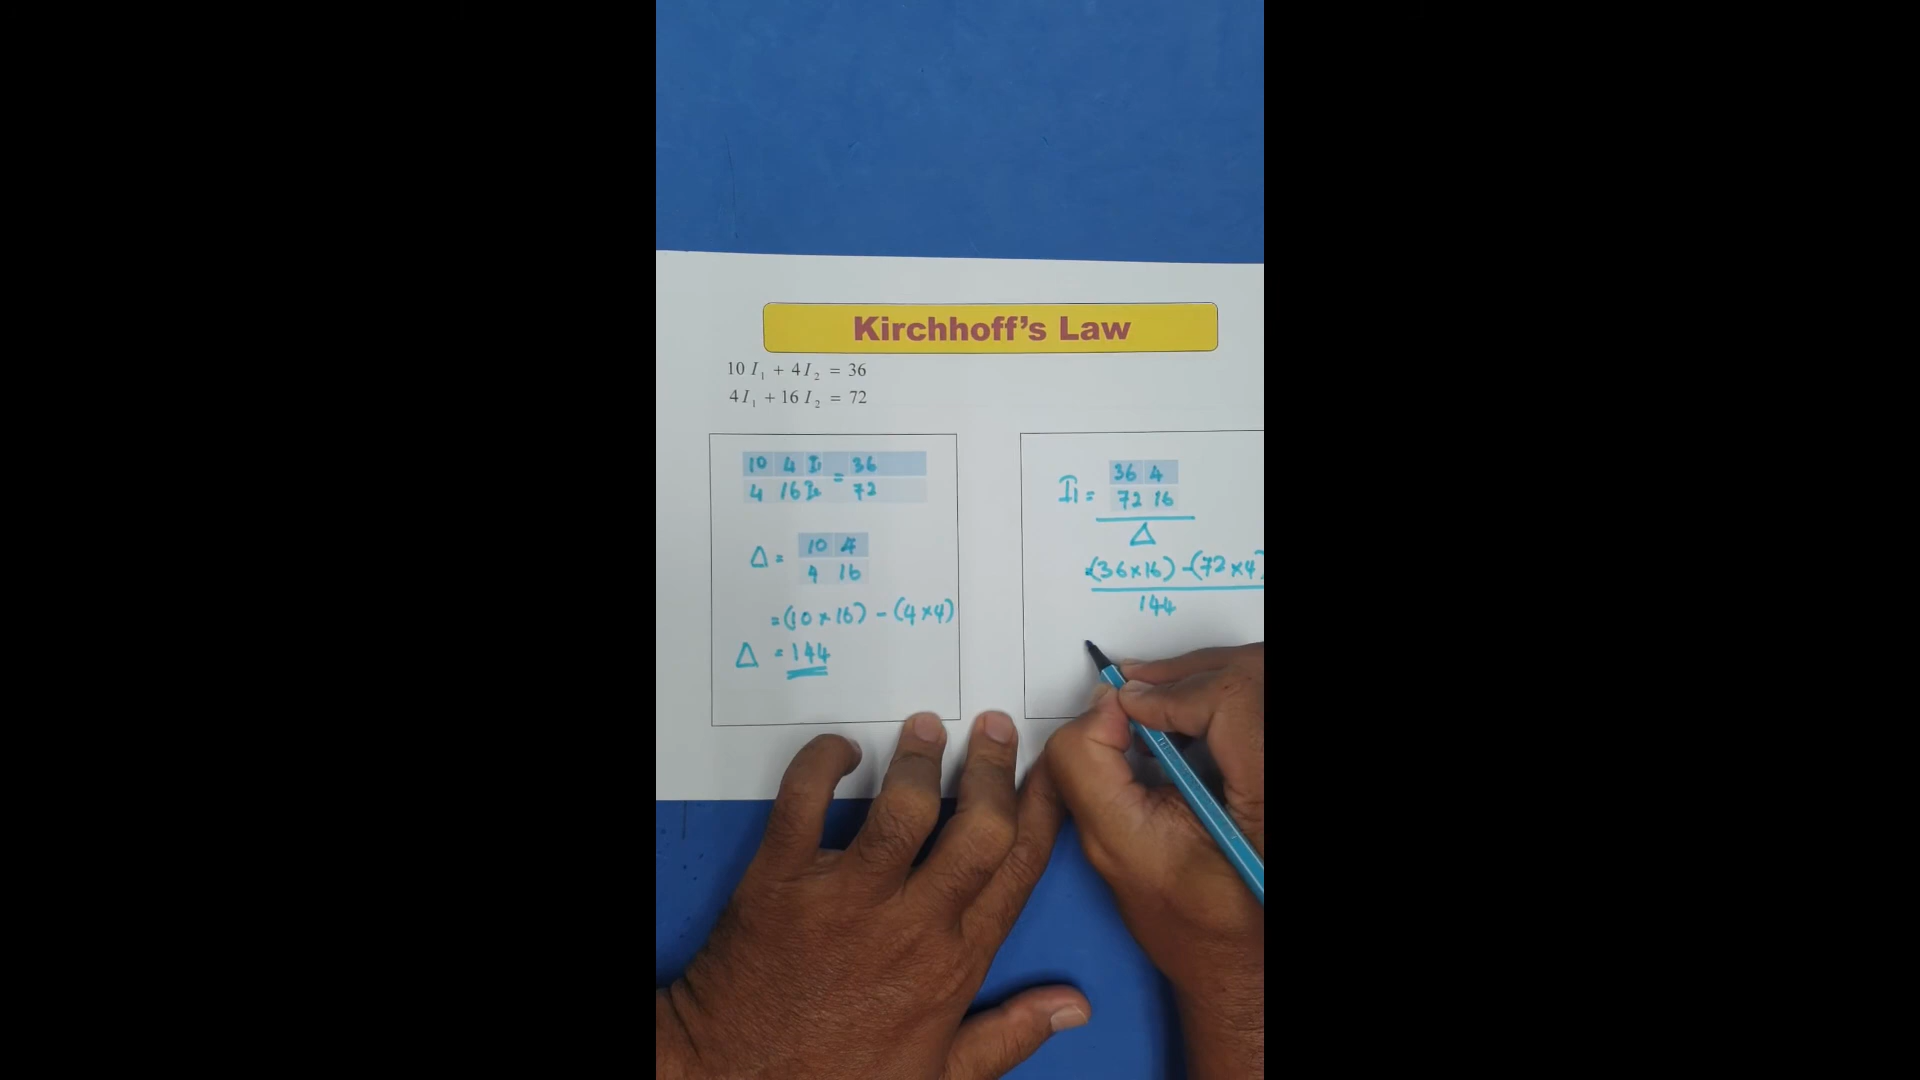 Kirchhoff's Law
10 I₁ + 4 I₂ = 36
4 I₁ + 16 I₂ = 72
10 4 I₁ = 36
4 16 I₂ 72
Δ = 10 4
4 16
= (10 × 16) - (4 × 4)
Δ = 144
I₁ = 36 4
72 16
Δ
= (36 × 16) - (72 × 4)
144